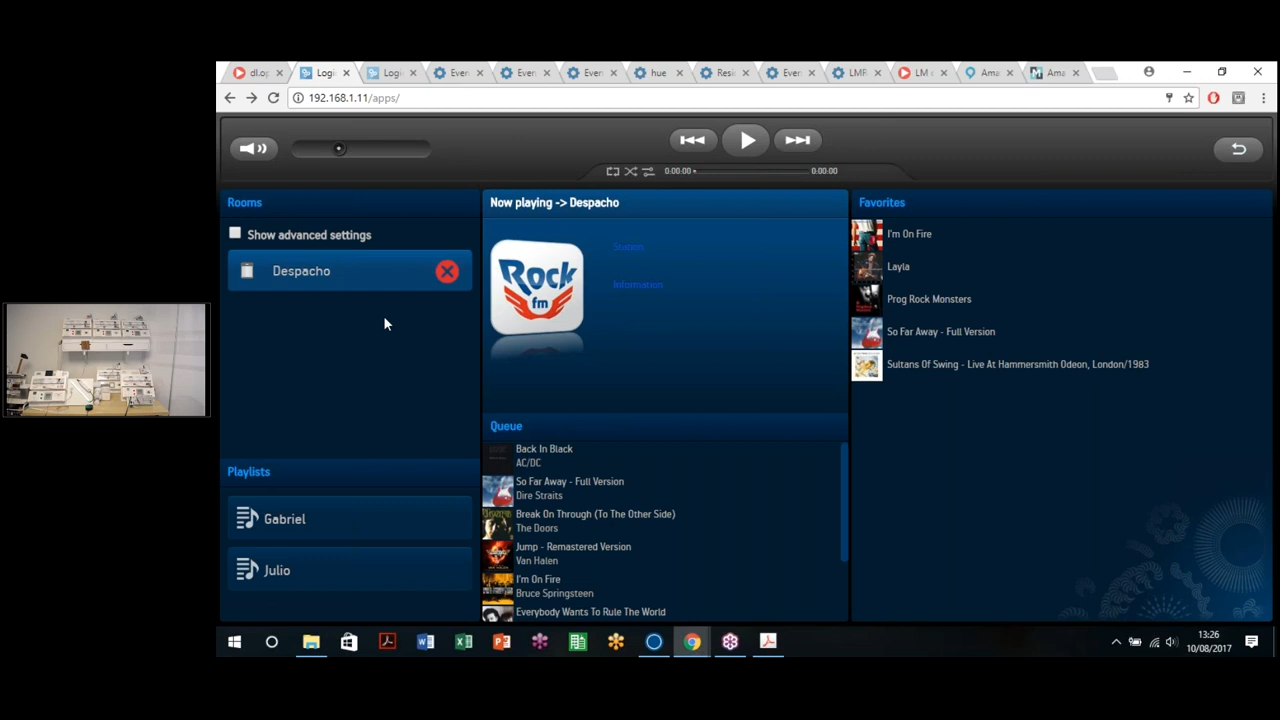 dl.op
Logi
Logi
Even
Even
Even
hue
Resi
Even
LMR
LM
Ama
Ama
192.168.1.11/apps/
0:00:00
0:00:00
Rooms
Show advanced settings
Despacho
Now playing -> Despacho
Rock
fm
Station
Information
Favorites
I'm On Fire
Layla
Prog Rock Monsters
So Far Away - Full Version
Sultans Of Swing - Live At Hammersmith Odeon, London/1983
Playlists
Gabriel
Julio
Queue
Back In Black
AC/DC
So Far Away - Full Version
Dire Straits
Break On Through (To The Other Side)
The Doors
Jump - Remastered Version
Van Halen
I'm On Fire
Bruce Springsteen
Everybody Wants To Rule The World
13:26
10/08/2017